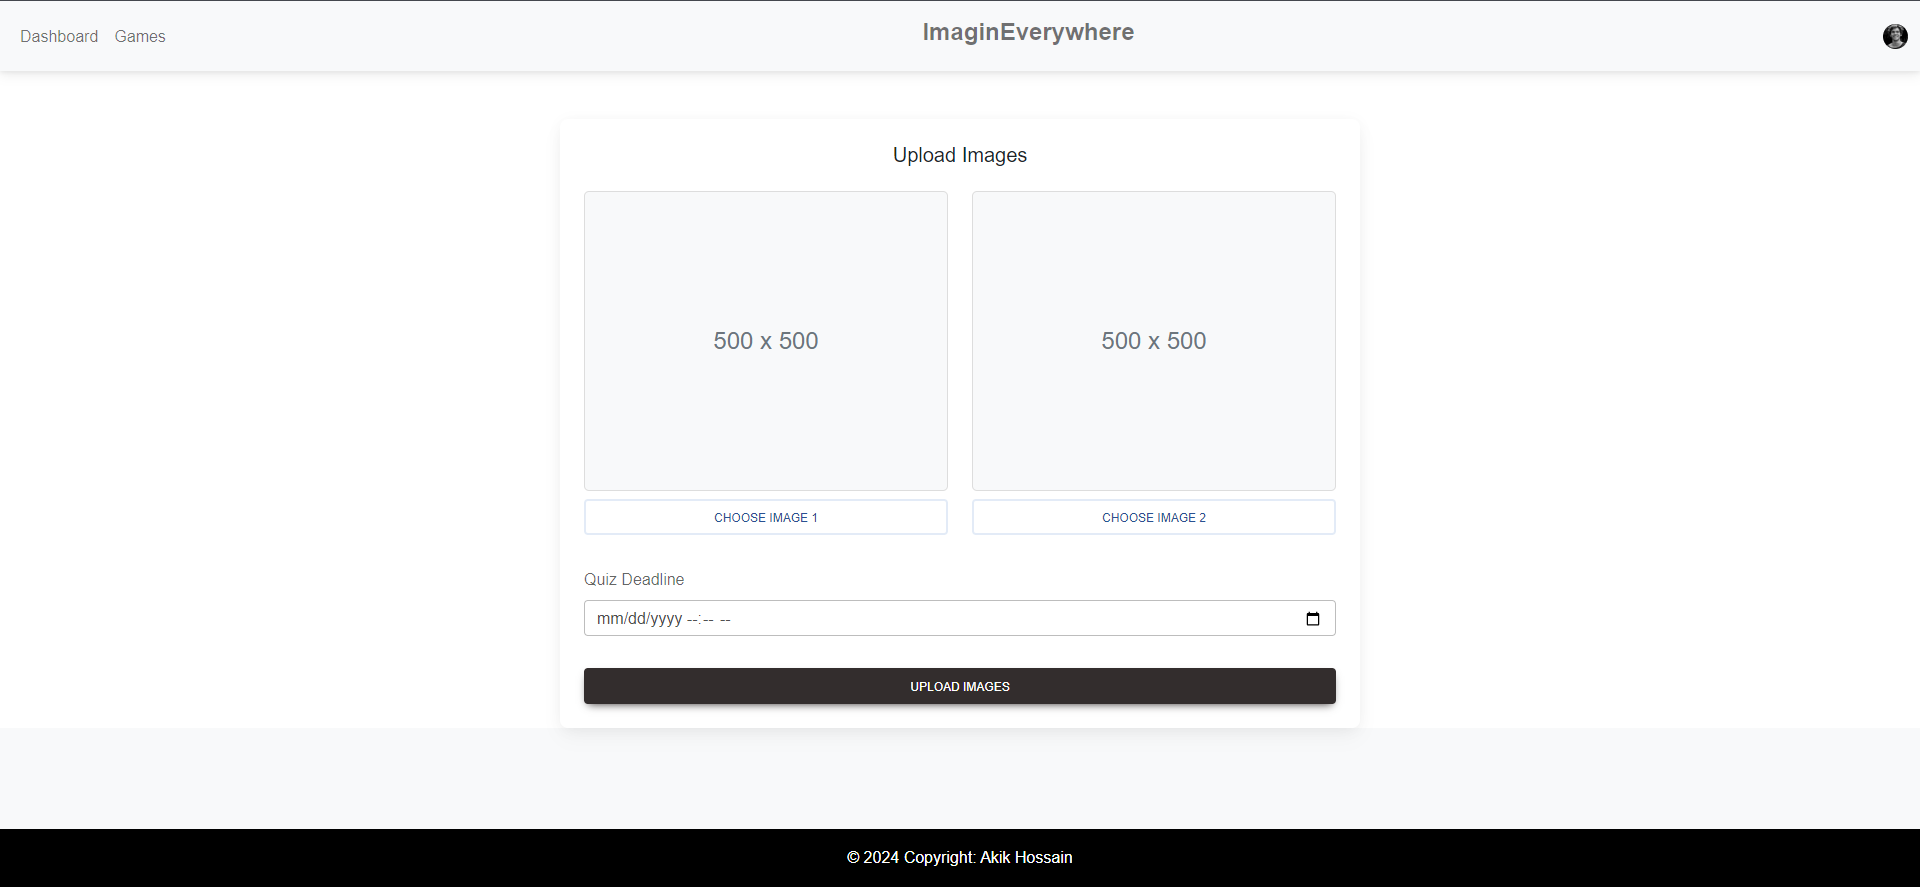 Dashboard Games ImaginEverywhere
Upload Images
500 x 500 500 x 500
CHOOSE IMAGE 1 CHOOSE IMAGE 2
Quiz Deadline
mm/dd/yyyy --:-- --
UPLOAD IMAGES
© 2024 Copyright: Akik Hossain